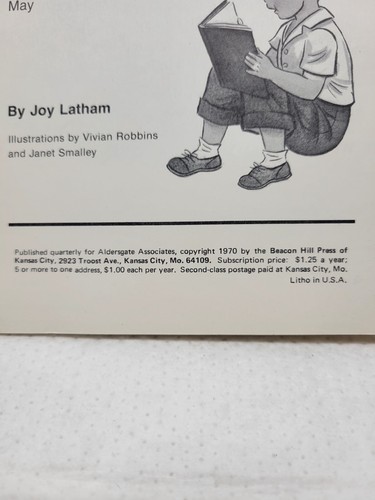 May
By Joy Latham
Illustrations by Vivian Robbins
and Janet Smalley
Published quarterly for Aldersgate Associates, copyright 1970 by the Beacon Hill Press of
Kansas City, 2923 Troost Ave., Kansas City, Mo. 64109. Subscription price: $1.25 a year;
5 or more to one address, $1.00 each per year. Second-class postage paid at Kansas City, Mo.
Litho in U.S.A.